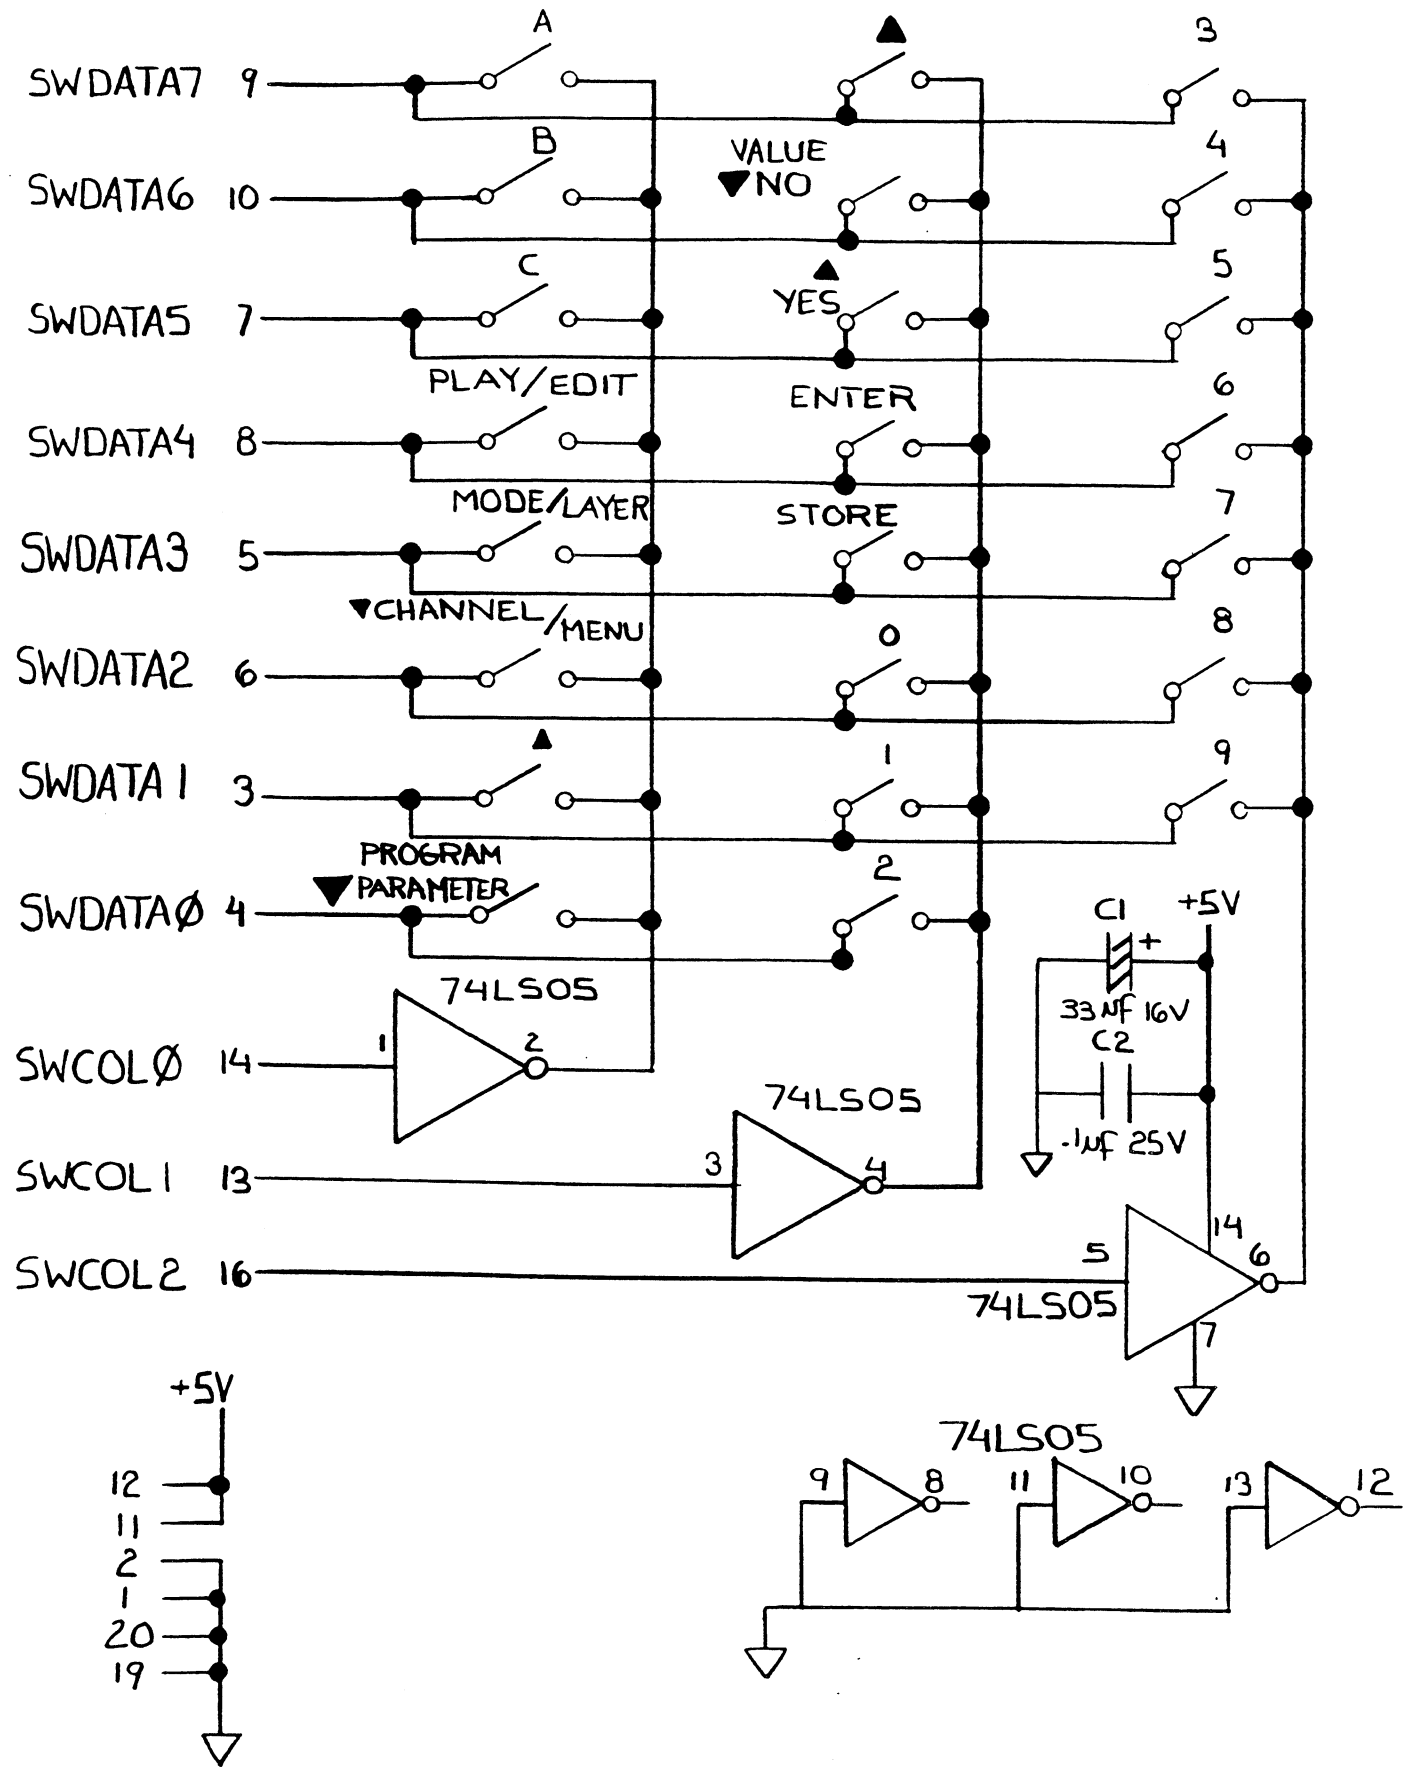 A
3
SWDATA7 9
B
4
VALUE
▼NO
SWDATA6 10
C
5
YES
SWDATA5 7
PLAY/EDIT
ENTER
6
SWDATA4 8
MODE/LAYER
STORE
7
SWDATA3 5
▼CHANNEL/MENU
0
8
SWDATA2 6
1
9
SWDATA1 3
PROGRAM
▼PARAMETER
2
SWDATAØ 4
C1
+5V
+
74LS05
33µF 16V
C2
SWCOLØ 14
1
2
74LS05
.1µF 25V
SWCOL1 13
3
4
14
SWCOL2 16
5
6
74LS05
7
+5V
74LS05
12
11
2
1
20
19
9
8
11
10
13
12